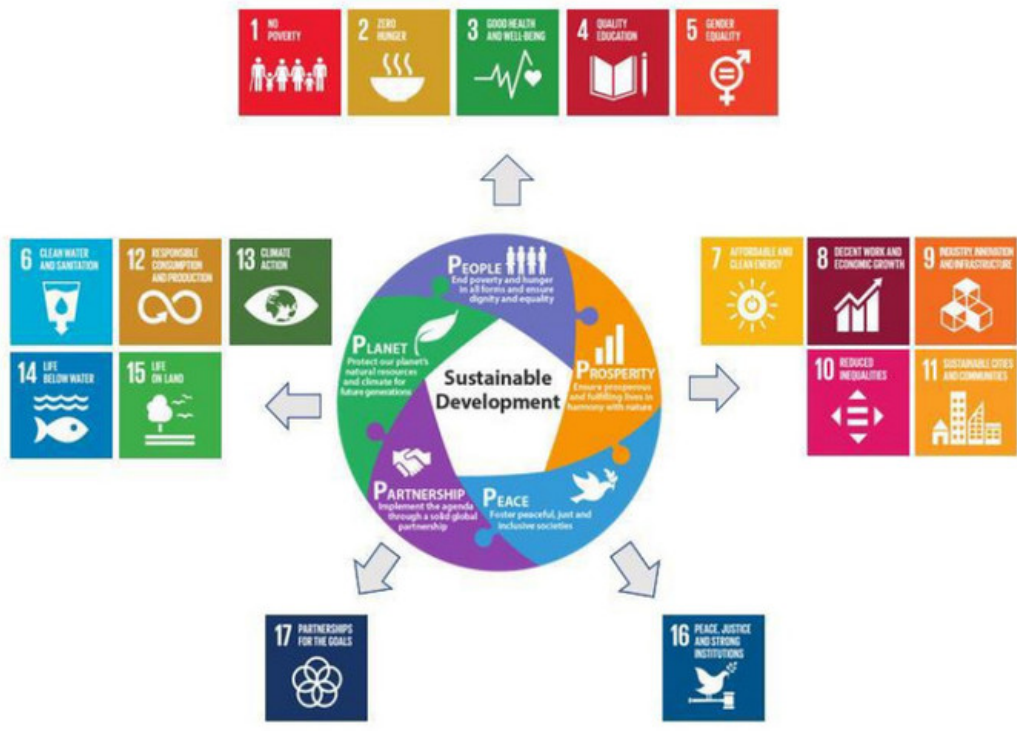 1 NO
POVERTY
2 ZERO
HUNGER
3 GOOD HEALTH
AND WELL-BEING
4 QUALITY
EDUCATION
5 GENDER
EQUALITY
6 CLEAN WATER
AND SANITATION
12 RESPONSIBLE
CONSUMPTION
AND PRODUCTION
13 CLIMATE
ACTION
14 LIFE
BELOW WATER
15 LIFE
ON LAND
PEOPLE
End poverty and hunger
in all forms and ensure
dignity and equality
PLANET
Protect our planet's
natural resources
and climate for
future generations
Sustainable
Development
PROSPERITY
Ensure prosperous
and fulfilling lives in
harmony with nature
PARTNERSHIP
Implement the agenda
through a solid global
partnership
PEACE
Foster peaceful, just and
inclusive societies
7 AFFORDABLE AND
CLEAN ENERGY
8 DECENT WORK AND
ECONOMIC GROWTH
9 INDUSTRY, INNOVATION
AND INFRASTRUCTURE
10 REDUCED
INEQUALITIES
11 SUSTAINABLE CITIES
AND COMMUNITIES
17 PARTNERSHIPS
FOR THE GOALS
16 PEACE, JUSTICE
AND STRONG
INSTITUTIONS